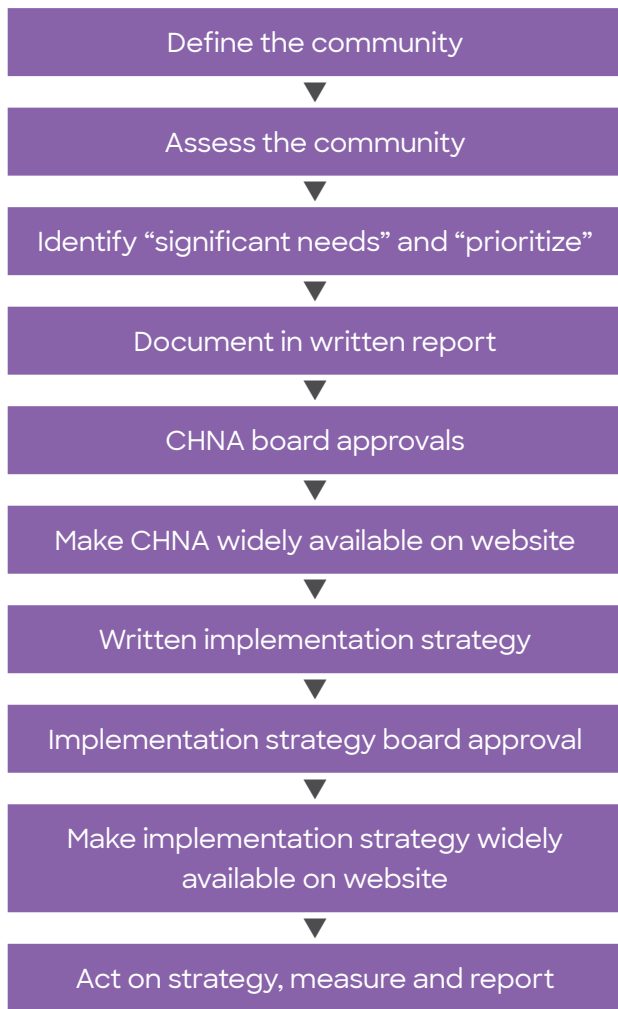 Define the community
Assess the community
Identify “significant needs” and “prioritize”
Document in written report
CHNA board approvals
Make CHNA widely available on website
Written implementation strategy
Implementation strategy board approval
Make implementation strategy widely
available on website
Act on strategy, measure and report